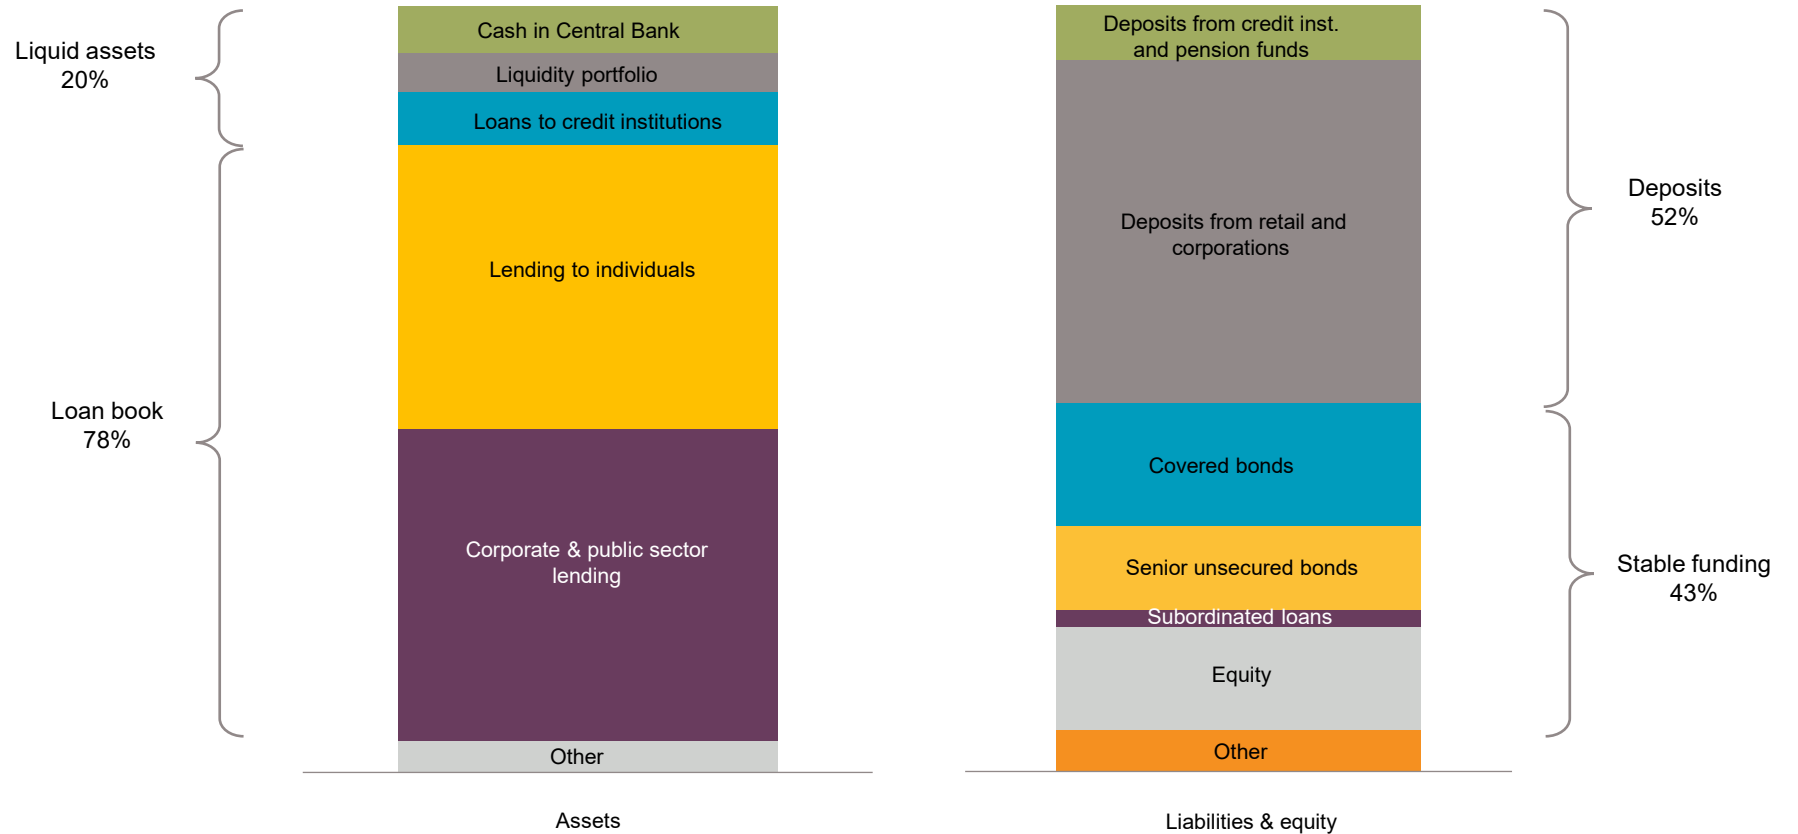 Liquid assets
20%
Loan book
78%
Cash in Central Bank
Liquidity portfolio
Loans to credit institutions
Lending to individuals
Corporate & public sector
lending
Other
Assets
Deposits from credit inst.
and pension funds
Deposits from retail and
corporations
Covered bonds
Senior unsecured bonds
Subordinated loans
Equity
Other
Liabilities & equity
Deposits
52%
Stable funding
43%